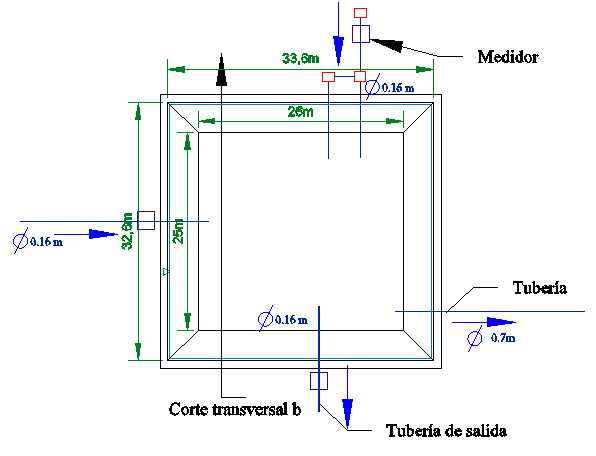 33,6m
Medidor
0.16 m
26m
32,6m
25m
0.16 m
Tubería
0.16 m
0.7m
Corte transversal b
Tubería de salida